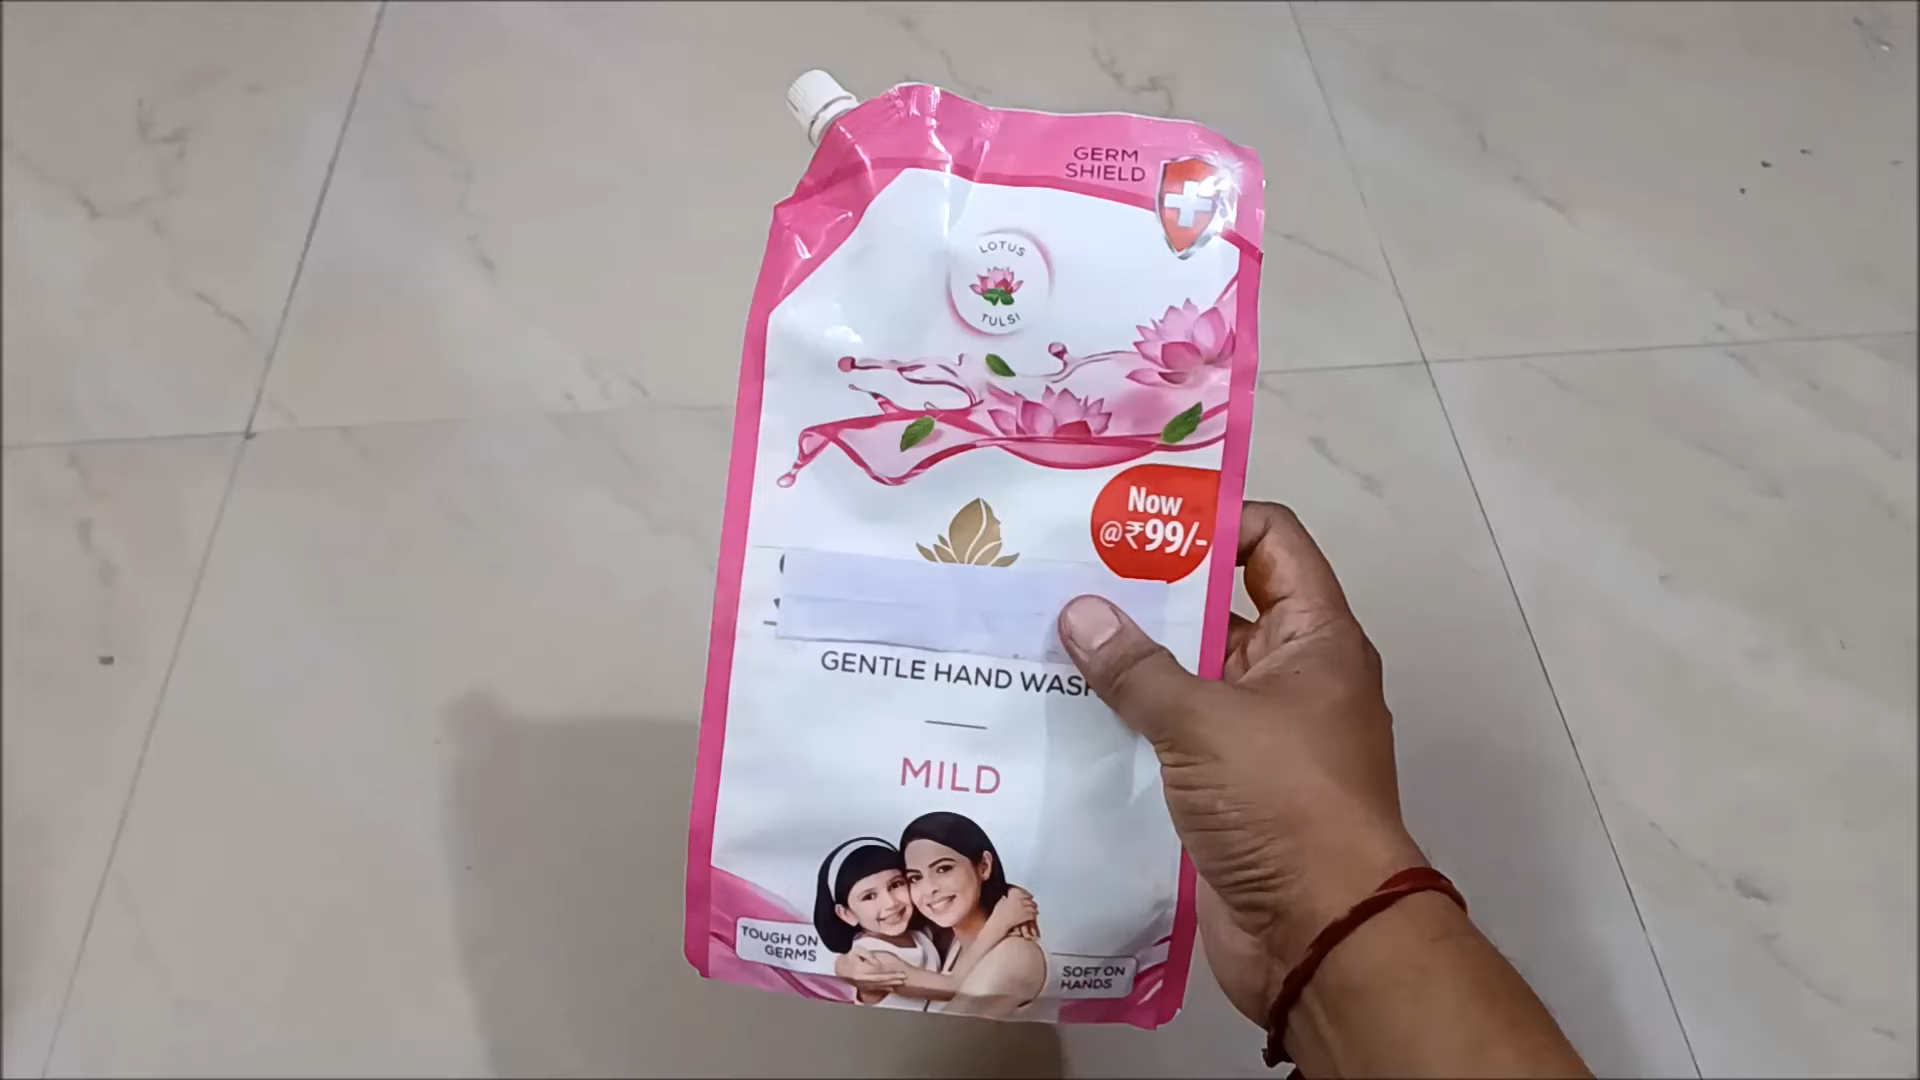 GERM
SHIELD
LOTUS
TULSI
Now
@₹99/-
GENTLE HAND WASH
MILD
TOUGH ON
GERMS
SOFT ON
HANDS